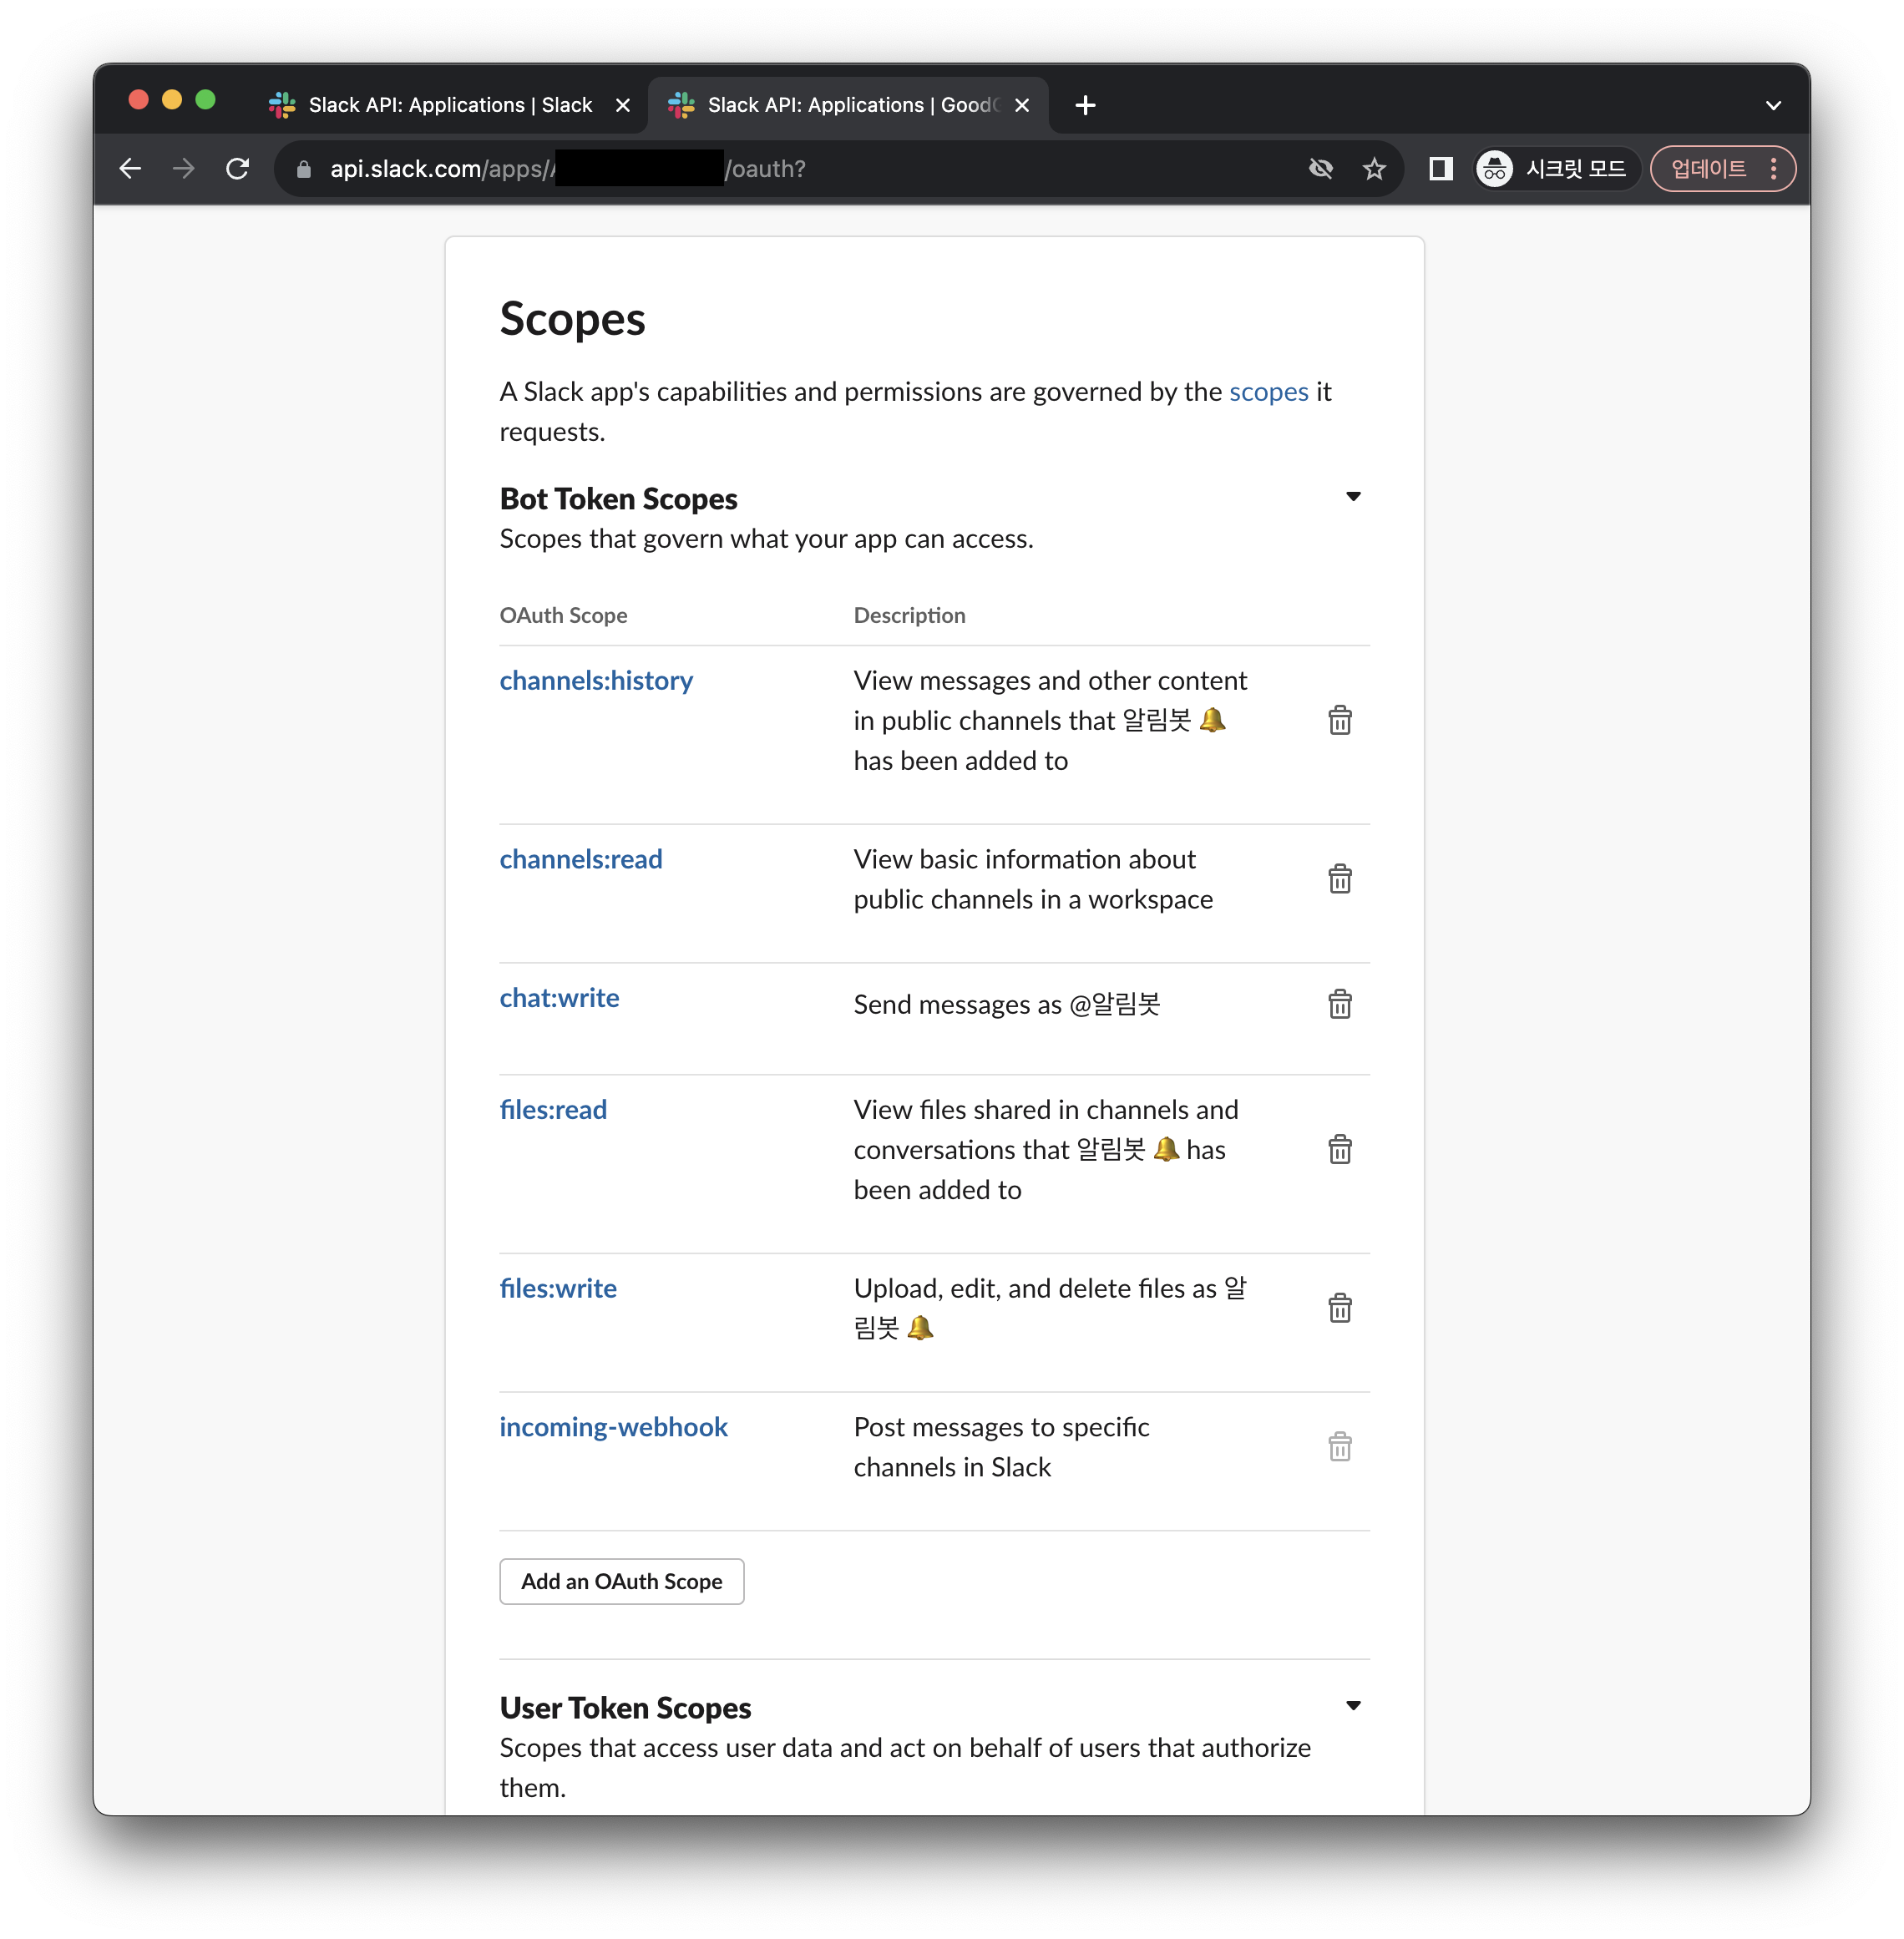 Slack API: Applications | Slack
Slack API: Applications | Good
api.slack.com/apps/ /oauth?
시크릿 모드
업데이트
Scopes
A Slack app's capabilities and permissions are governed by the scopes it
requests.
Bot Token Scopes
Scopes that govern what your app can access.
OAuth Scope Description
channels:history View messages and other content
in public channels that 알림봇 🔔
has been added to
channels:read View basic information about
public channels in a workspace
chat:write Send messages as @알림봇
files:read View files shared in channels and
conversations that 알림봇 🔔 has
been added to
files:write Upload, edit, and delete files as 알
림봇 🔔
incoming-webhook Post messages to specific
channels in Slack
Add an OAuth Scope
User Token Scopes
Scopes that access user data and act on behalf of users that authorize
them.